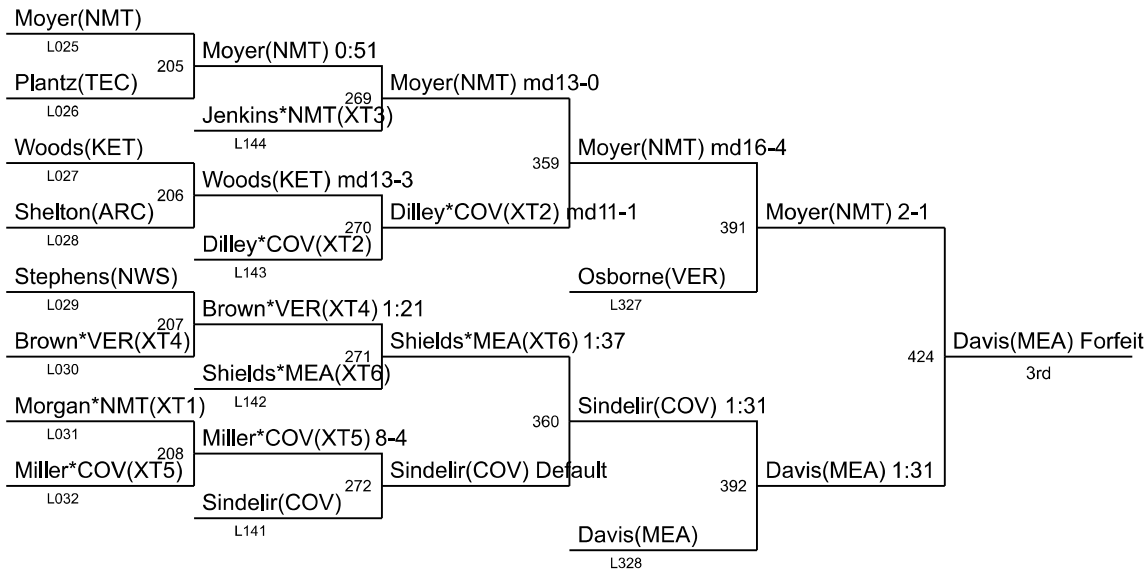 Moyer(NMT)
L025
205
Moyer(NMT) 0:51
Plantz(TEC)
L026
269
Moyer(NMT) md13-0
Jenkins*NMT(XT3)
L144
Woods(KET)
L027
359
Moyer(NMT) md16-4
206
Woods(KET) md13-3
Shelton(ARC)
L028
270
Dilley*COV(XT2) md11-1
391
Moyer(NMT) 2-1
Dilley*COV(XT2)
L143
Stephens(NWS)
L029
Osborne(VER)
L327
207
Brown*VER(XT4) 1:21
Brown*VER(XT4)
L030
271
Shields*MEA(XT6) 1:37
424
Davis(MEA) Forfeit
3rd
Shields*MEA(XT6)
L142
Morgan*NMT(XT1)
L031
360
Sindelir(COV) 1:31
208
Miller*COV(XT5) 8-4
Miller*COV(XT5)
L032
272
Sindelir(COV) Default
392
Davis(MEA) 1:31
Sindelir(COV)
L141
Davis(MEA)
L328